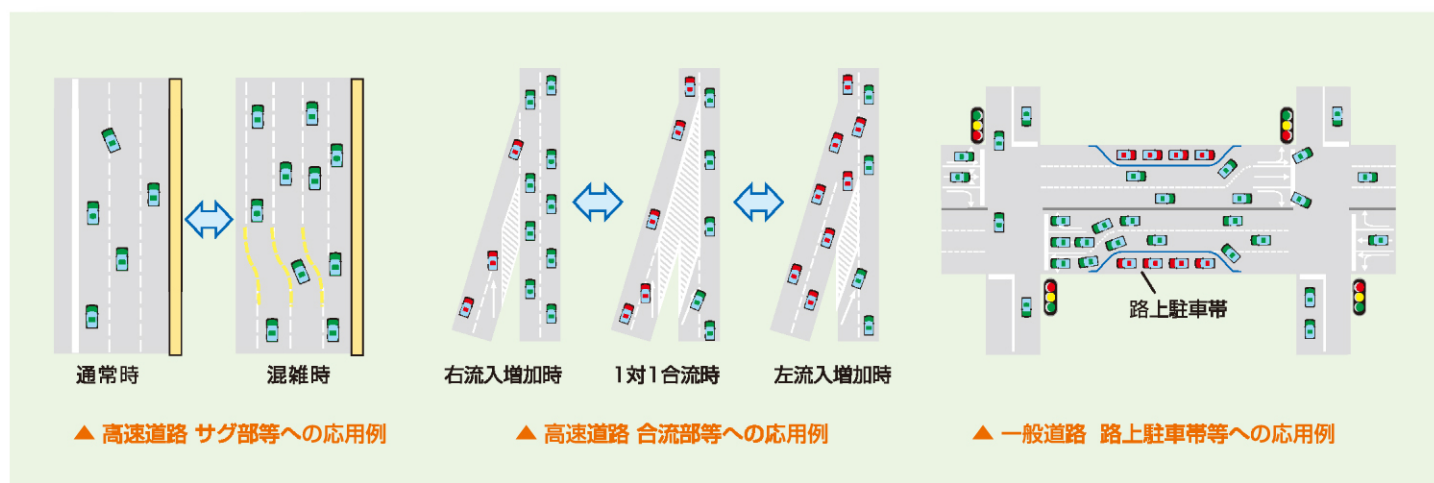 路上駐車帯
通常時
混雑時
右流入増加時
1対1合流時
左流入増加時
▲ 高速道路 サグ部等への応用例
▲ 高速道路 合流部等への応用例
▲ 一般道路 路上駐車帯等への応用例